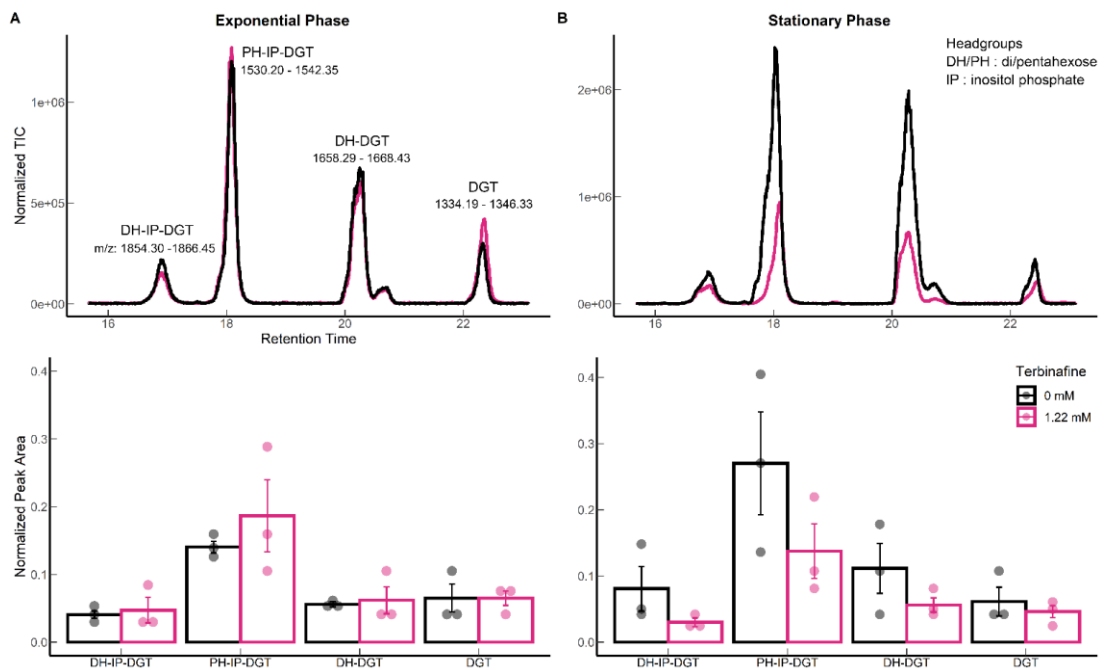 A
Exponential Phase
B
Stationary Phase
Normalized TIC
1e+06
5e+05
0e+00
PH-IP-DGT
1530.20 - 1542.35
DH-DGT
1658.29 - 1668.43
DGT
1334.19 - 1346.33
DH-IP-DGT
m/z: 1854.30 -1866.45
16
18
20
22
Retention Time
2e+06
1e+06
0e+00
Headgroups
DH/PH : di/pentahexose
IP : inositol phosphate
16
18
20
22
Normalized Peak Area
0.4
0.3
0.2
0.1
0.0
DH-IP-DGT
PH-IP-DGT
DH-DGT
DGT
0.4
0.3
0.2
0.1
0.0
Terbinafine
0 mM
1.22 mM
DH-IP-DGT
PH-IP-DGT
DH-DGT
DGT